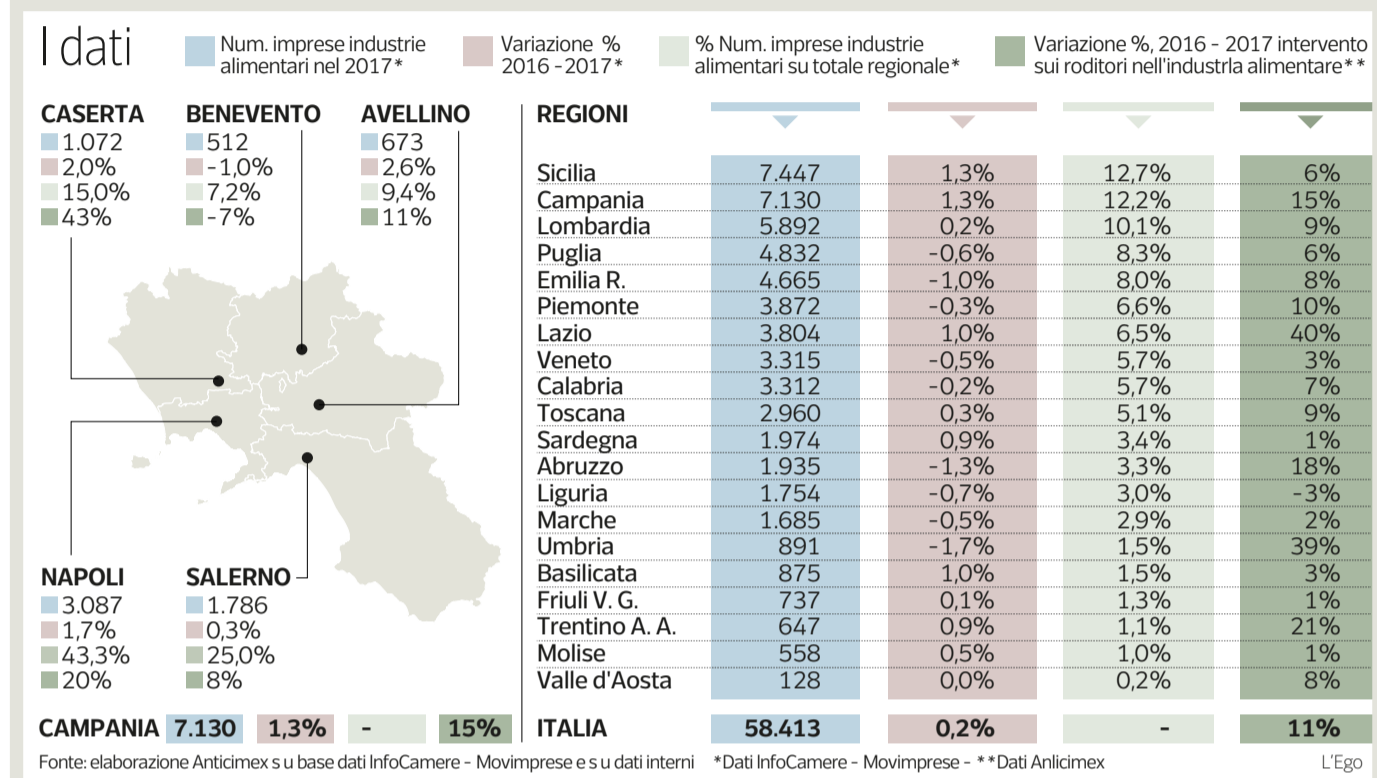 I dati
Num. imprese industrie
alimentari nel 2017*
Variazione %
2016 -2017*
% Num. imprese industrie
alimentari su totale regionale*
Variazione %, 2016 - 2017 intervento
sui roditori nell'industrla alimentare**
CASERTA
1.072
2,0%
15,0%
43%
BENEVENTO
512
-1,0%
7,2%
-7%
AVELLINO
673
2,6%
9,4%
11%
NAPOLI
3.087
1,7%
43,3%
20%
SALERNO
1.786
0,3%
25,0%
8%
CAMPANIA 7.130 1,3% - 15%
REGIONI
Sicilia 7.447 1,3% 12,7% 6%
Campania 7.130 1,3% 12,2% 15%
Lombardia 5.892 0,2% 10,1% 9%
Puglia 4.832 -0,6% 8,3% 6%
Emilia R. 4.665 -1,0% 8,0% 8%
Piemonte 3.872 -0,3% 6,6% 10%
Lazio 3.804 1,0% 6,5% 40%
Veneto 3.315 -0,5% 5,7% 3%
Calabria 3.312 -0,2% 5,7% 7%
Toscana 2.960 0,3% 5,1% 9%
Sardegna 1.974 0,9% 3,4% 1%
Abruzzo 1.935 -1,3% 3,3% 18%
Liguria 1.754 -0,7% 3,0% -3%
Marche 1.685 -0,5% 2,9% 2%
Umbria 891 -1,7% 1,5% 39%
Basilicata 875 1,0% 1,5% 3%
Friuli V. G. 737 0,1% 1,3% 1%
Trentino A. A. 647 0,9% 1,1% 21%
Molise 558 0,5% 1,0% 1%
Valle d'Aosta 128 0,0% 0,2% 8%
ITALIA 58.413 0,2% - 11%
Fonte: elaborazione Anticimex s u base dati InfoCamere - Movimprese e s u dati interni *Dati InfoCamere - Movimprese - **Dati Anlicimex L'Ego